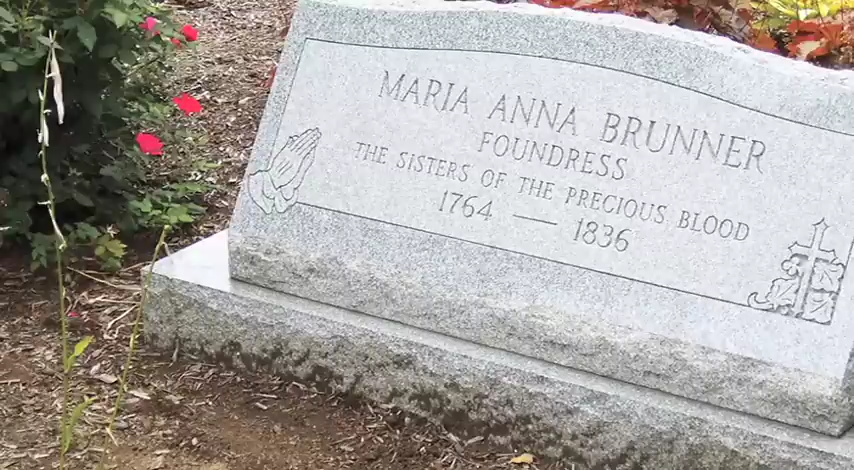 MARIA ANNA BRUNNER
FOUNDRESS
THE SISTERS OF THE PRECIOUS BLOOD
1764 — 1836